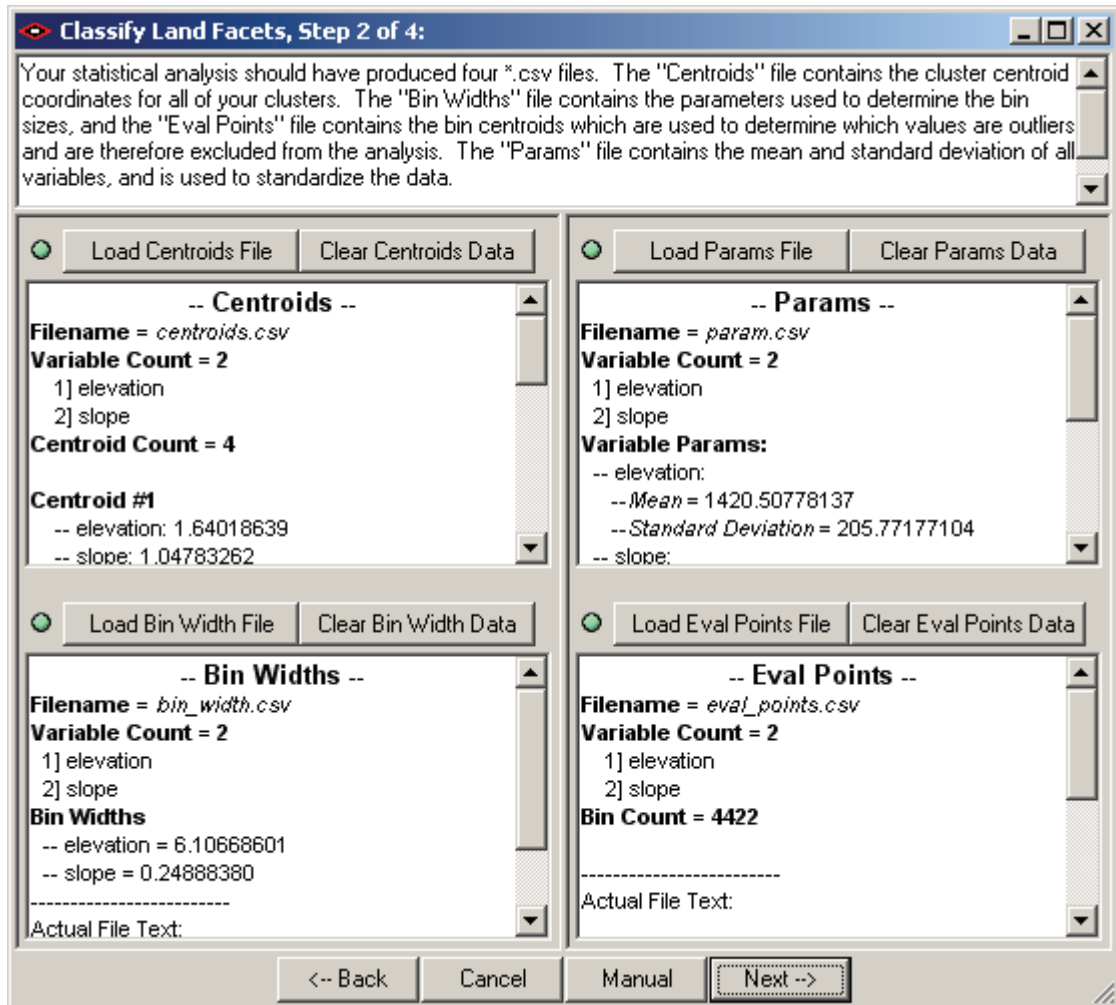 Classify Land Facets, Step 2 of 4:
Your statistical analysis should have produced four *.csv files.  The "Centroids" file contains the cluster centroid
coordinates for all of your clusters.  The "Bin Widths" file contains the parameters used to determine the bin
sizes, and the "Eval Points" file contains the bin centroids which are used to determine which values are outliers
and are therefore excluded from the analysis.  The "Params" file contains the mean and standard deviation of all
variables, and is used to standardize the data.
Load Centroids File
Clear Centroids Data
-- Centroids --
Filename = centroids.csv
Variable Count = 2
1] elevation
2] slope
Centroid Count = 4
Centroid #1
-- elevation: 1.64018639
-- slope: 1.04783262
Load Params File
Clear Params Data
-- Params --
Filename = param.csv
Variable Count = 2
1] elevation
2] slope
Variable Params:
-- elevation:
--Mean = 1420.50778137
--Standard Deviation = 205.77177104
-- slope:
Load Bin Width File
Clear Bin Width Data
-- Bin Widths --
Filename = bin_width.csv
Variable Count = 2
1] elevation
2] slope
Bin Widths
-- elevation = 6.10668601
-- slope = 0.24888380
-------------------------
Actual File Text:
Load Eval Points File
Clear Eval Points Data
-- Eval Points --
Filename = eval_points.csv
Variable Count = 2
1] elevation
2] slope
Bin Count = 4422
-------------------------
Actual File Text:
<-- Back
Cancel
Manual
Next -->